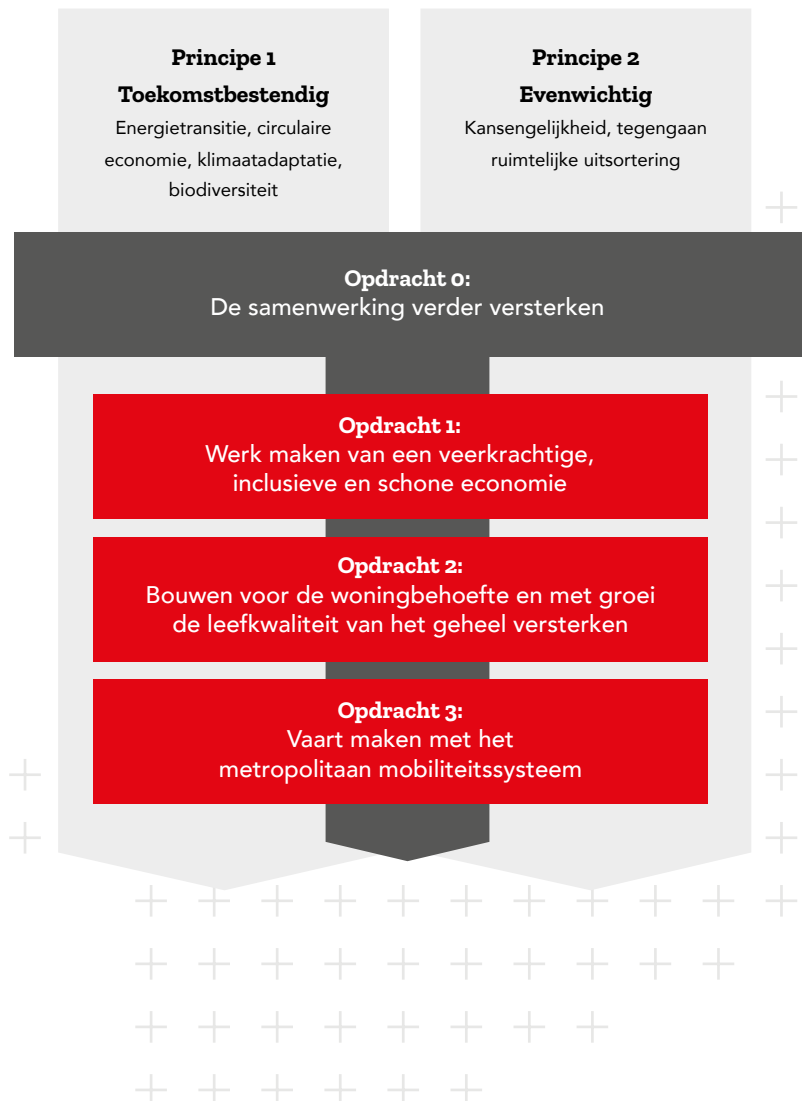 Principe 1
Toekomstbestendig
Energietransitie, circulaire
economie, klimaatadaptatie,
biodiversiteit
Principe 2
Evenwichtig
Kansengelijkheid, tegengaan
ruimtelijke uitsortering
Opdracht 0:
De samenwerking verder versterken
Opdracht 1:
Werk maken van een veerkrachtige,
inclusieve en schone economie
Opdracht 2:
Bouwen voor de woningbehoefte en met groei
de leefkwaliteit van het geheel versterken
Opdracht 3:
Vaart maken met het
metropolitaan mobiliteitssysteem